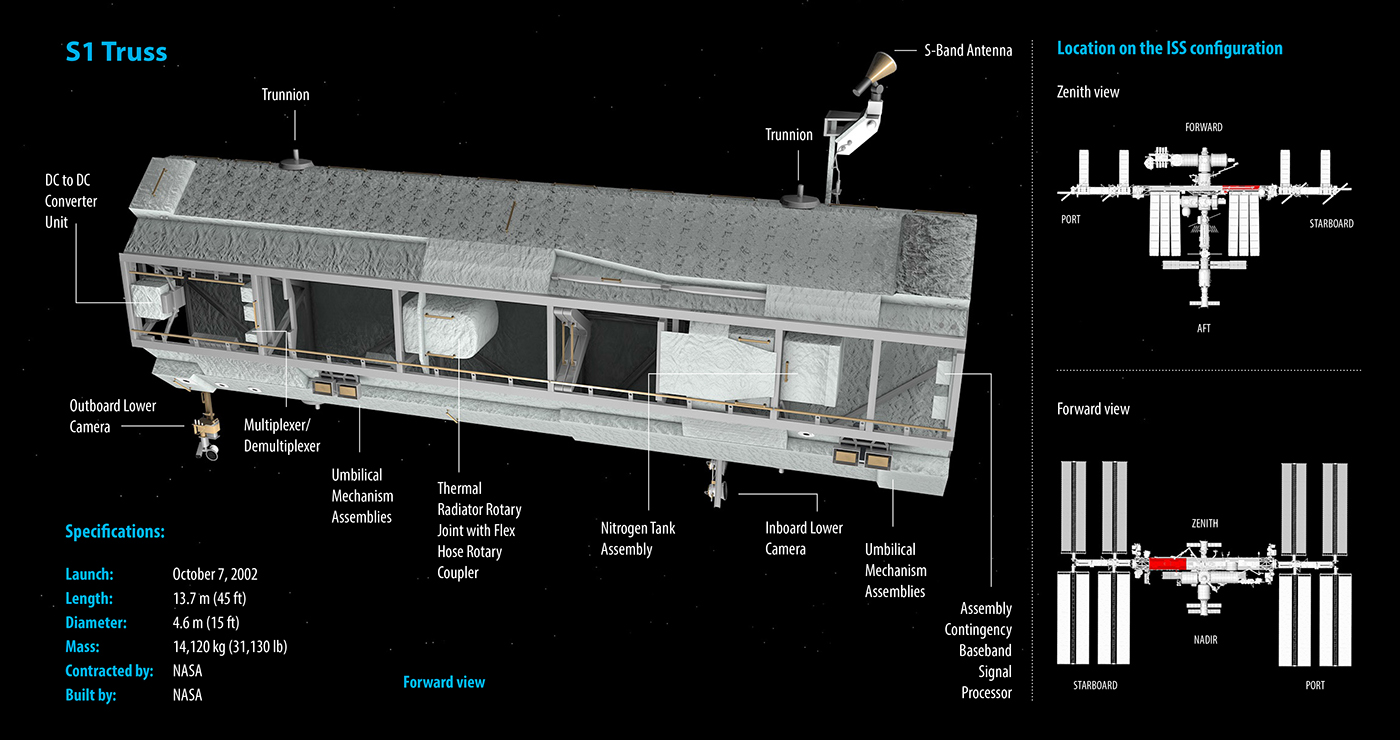 S1 Truss
S-Band Antenna
Trunnion
Trunnion
DC to DC
Converter
Unit
Outboard Lower
Camera
Multiplexer/
Demultiplexer
Umbilical
Mechanism
Assemblies
Thermal
Radiator Rotary
Joint with Flex
Hose Rotary
Coupler
Nitrogen Tank
Assembly
Inboard Lower
Camera
Umbilical
Mechanism
Assemblies
Assembly
Contingency
Baseband
Signal
Processor
Specifications:
Launch: October 7, 2002
Length: 13.7 m (45 ft)
Diameter: 4.6 m (15 ft)
Mass: 14,120 kg (31,130 lb)
Contracted by: NASA
Built by: NASA
Forward view
Location on the ISS configuration
Zenith view
FORWARD
PORT
STARBOARD
AFT
Forward view
ZENITH
NADIR
STARBOARD
PORT